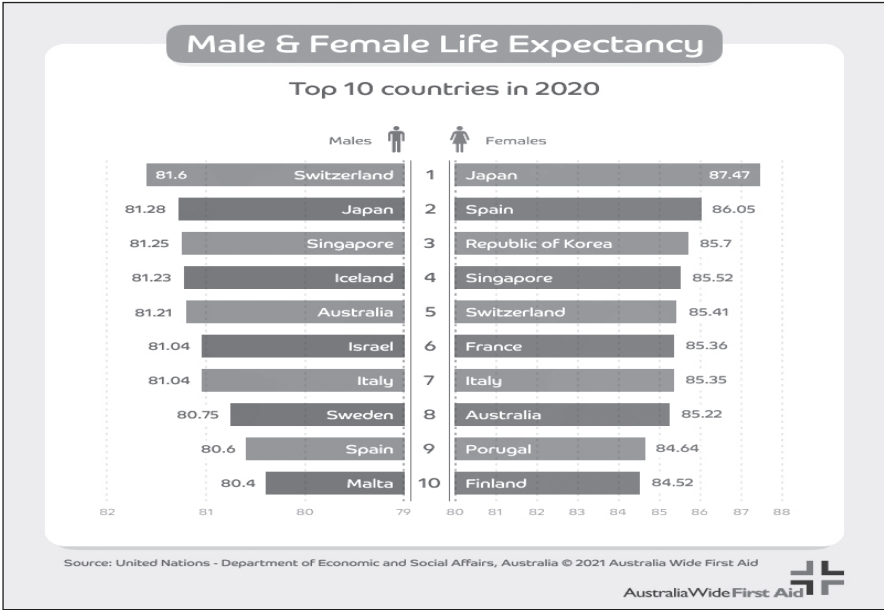 Male & Female Life Expectancy
Top 10 countries in 2020
Males Females
81.6 Switzerland 1 Japan 87.47
81.28 Japan 2 Spain 86.05
81.25 Singapore 3 Republic of Korea 85.7
81.23 Iceland 4 Singapore 85.52
81.21 Australia 5 Switzerland 85.41
81.04 Israel 6 France 85.36
81.04 Italy 7 Italy 85.35
80.75 Sweden 8 Australia 85.22
80.6 Spain 9 Porugal 84.64
80.4 Malta 10 Finland 84.52
82 81 80 79 80 81 82 83 84 85 86 87 88
Source: United Nations - Department of Economic and Social Affairs, Australia © 2021 Australia Wide First Aid
AustraliaWide First Aid